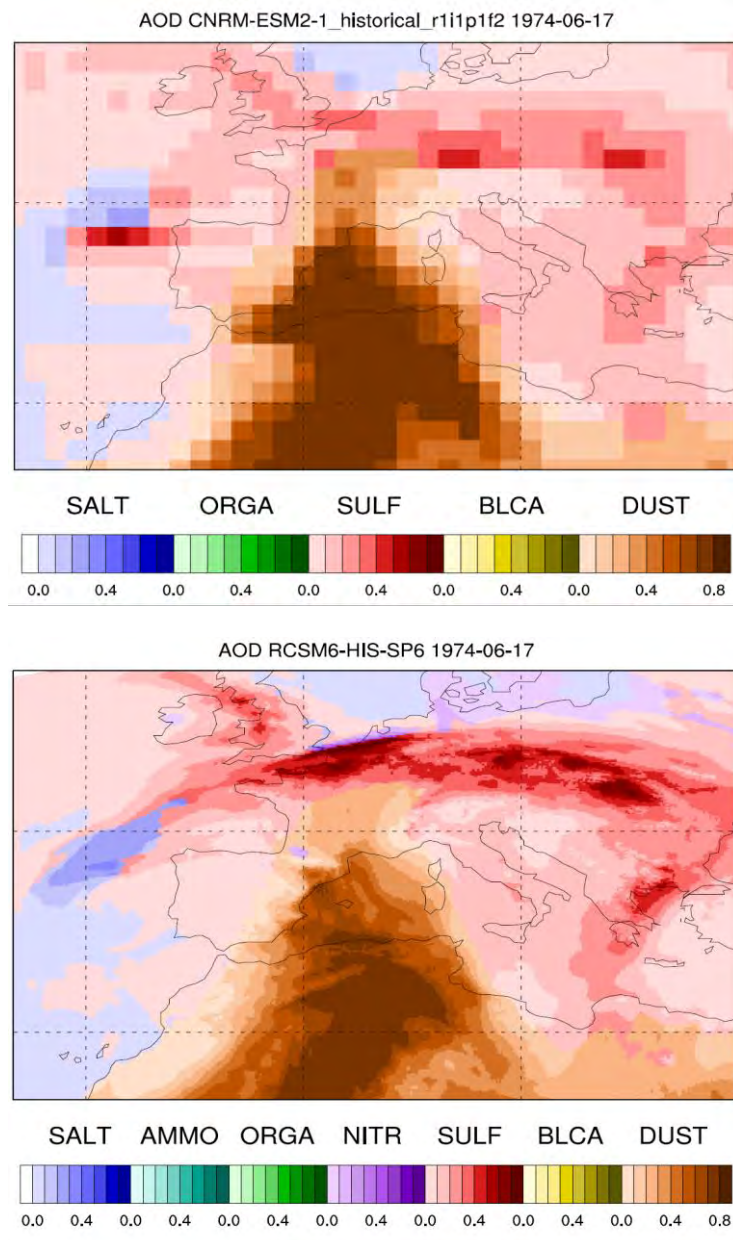 AOD CNRM-ESM2-1_historical_r1i1p1f2 1974-06-17
SALT ORGA SULF BLCA DUST
0.0 0.4 0.0 0.4 0.0 0.4 0.0 0.4 0.0 0.4 0.8
AOD RCSM6-HIS-SP6 1974-06-17
SALT AMMO ORGA NITR SULF BLCA DUST
0.0 0.4 0.0 0.4 0.0 0.4 0.0 0.4 0.0 0.4 0.0 0.4 0.0 0.4 0.8